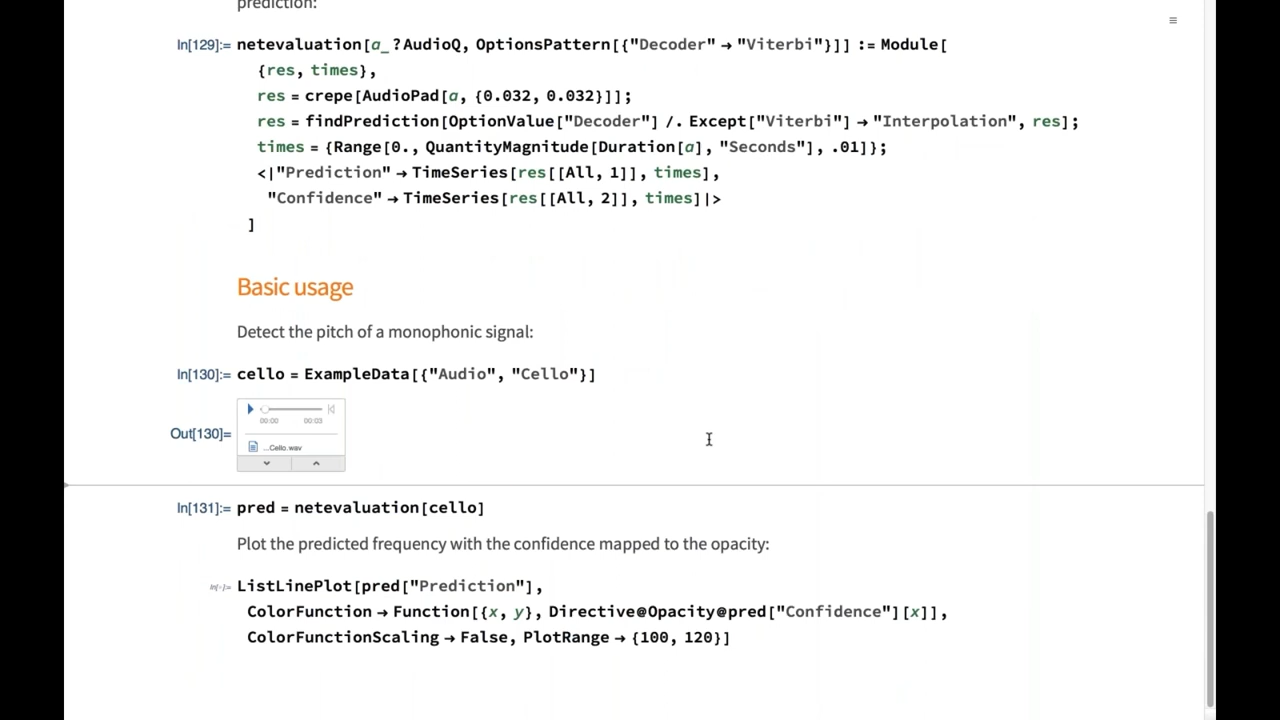 prediction:
In[129]:= netevaluation[a_?AudioQ, OptionsPattern[{"Decoder" → "Viterbi"}]] := Module[
{res, times},
res = crepe[AudioPad[a, {0.032, 0.032}]];
res = findPrediction[OptionValue["Decoder"] /. Except["Viterbi"] → "Interpolation", res];
times = {Range[0., QuantityMagnitude[Duration[a], "Seconds"], .01]};
<|"Prediction" → TimeSeries[res[[All, 1]], times],
"Confidence" → TimeSeries[res[[All, 2]], times]|>
]
Basic usage
Detect the pitch of a monophonic signal:
In[130]:= cello = ExampleData[{"Audio", "Cello"}]
00:00 00:03
Out[130]=
...Cello.wav
In[131]:= pred = netevaluation[cello]
Plot the predicted frequency with the confidence mapped to the opacity:
In[•]:= ListLinePlot[pred["Prediction"],
ColorFunction → Function[{x, y}, Directive@Opacity@pred["Confidence"][x]],
ColorFunctionScaling → False, PlotRange → {100, 120}]